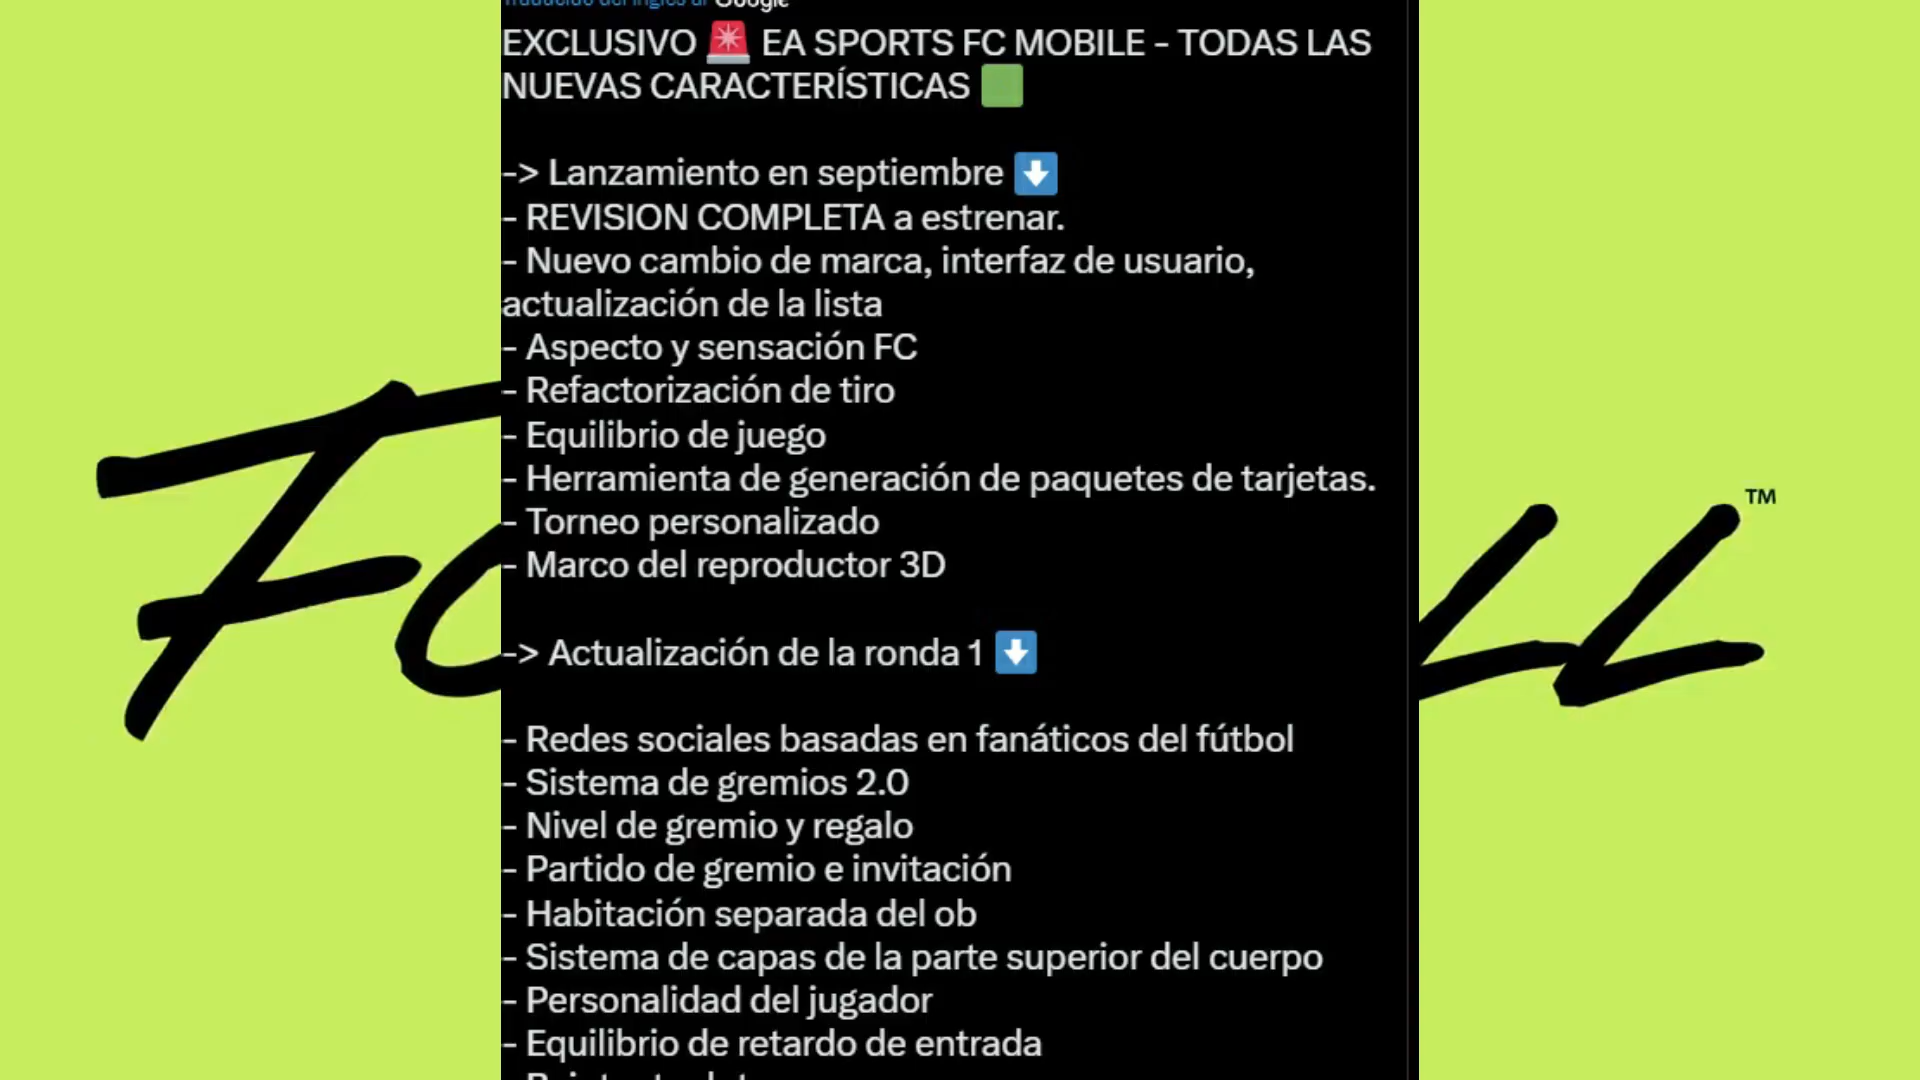 Traducido del inglés al Google
EXCLUSIVO 🚨 EA SPORTS FC MOBILE - TODAS LAS
NUEVAS CARACTERÍSTICAS 🟩
-> Lanzamiento en septiembre ⬇️
- REVISION COMPLETA a estrenar.
- Nuevo cambio de marca, interfaz de usuario,
actualización de la lista
- Aspecto y sensación FC
- Refactorización de tiro
- Equilibrio de juego
- Herramienta de generación de paquetes de tarjetas.
- Torneo personalizado
- Marco del reproductor 3D
TM
-> Actualización de la ronda 1 ⬇️
- Redes sociales basadas en fanáticos del fútbol
- Sistema de gremios 2.0
- Nivel de gremio y regalo
- Partido de gremio e invitación
- Habitación separada del ob
- Sistema de capas de la parte superior del cuerpo
- Personalidad del jugador
- Equilibrio de retardo de entrada